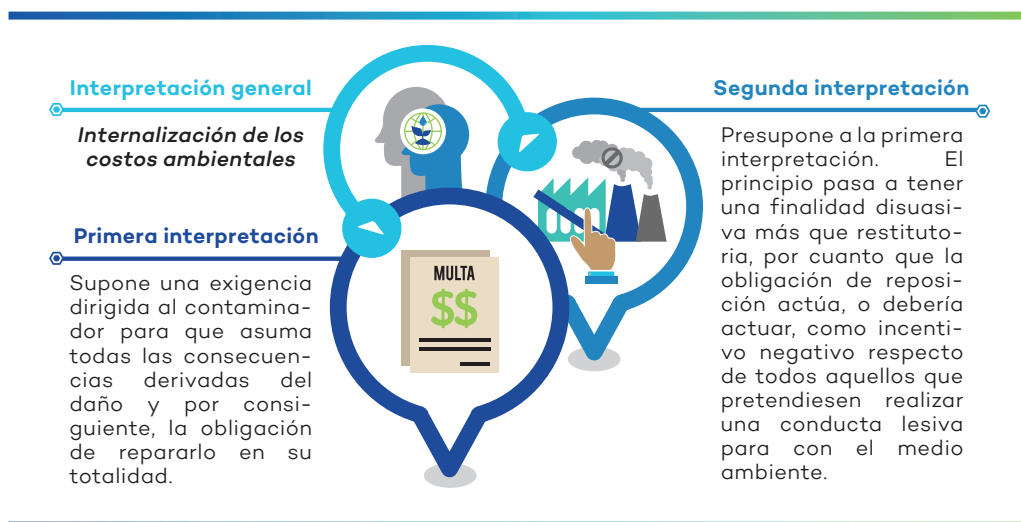 Interpretación general
Internalización de los
costos ambientales
Primera interpretación
Supone una exigencia
dirigida al contamina-
dor para que asuma
todas las consecuen-
cias derivadas del
daño y por consi-
guiente, la obligación
de repararlo en su
totalidad.
MULTA
$$
Segunda interpretación
Presupone a la primera
interpretación. El
principio pasa a tener
una finalidad disuasi-
va más que restituto-
ria, por cuanto que la
obligación de reposi-
ción actúa, o debería
actuar, como incenti-
vo negativo respecto
de todos aquellos que
pretendiesen realizar
una conducta lesiva
para con el medio
ambiente.